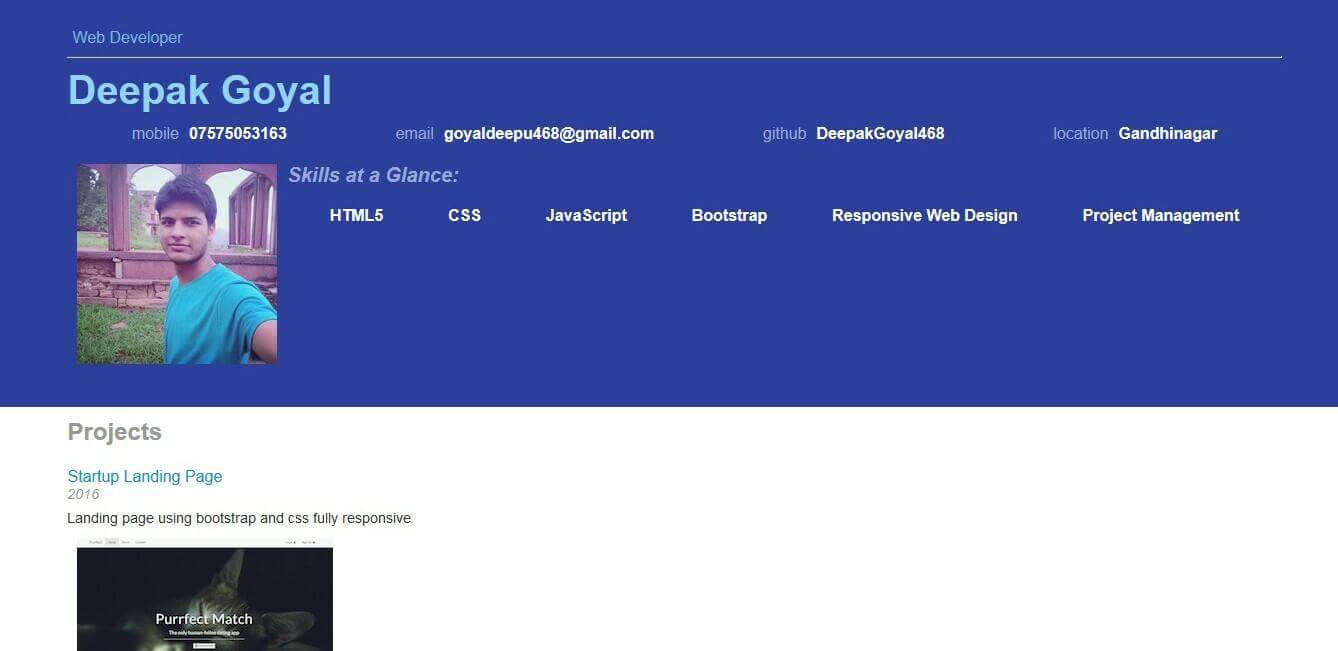 Web Developer
Deepak Goyal
mobile 07575053163 email goyaldeepu468@gmail.com github DeepakGoyal468 location Gandhinagar
Skills at a Glance:
HTML5 CSS JavaScript Bootstrap Responsive Web Design Project Management
Projects
Startup Landing Page
2016
Landing page using bootstrap and css fully responsive
Purrfect Match
The only human-feline dating app